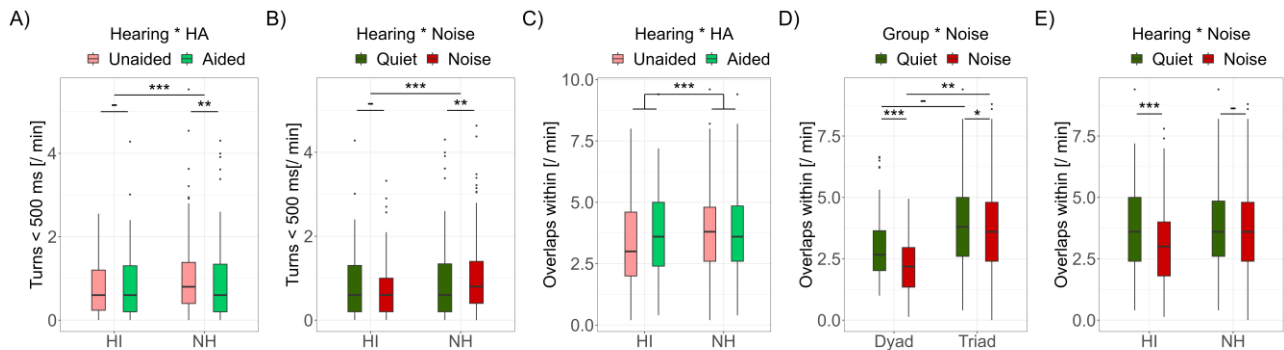 A)
Hearing * HA
Unaided Aided
Turns < 500 ms [/ min]
4
2
0
***
-
**
HI NH
B)
Hearing * Noise
Quiet Noise
Turns < 500 ms[/ min]
4
2
0
***
-
**
HI NH
C)
Hearing * HA
Unaided Aided
Overlaps within [/ min]
10.0
7.5
5.0
2.5
0.0
***
HI NH
D)
Group * Noise
Quiet Noise
Overlaps within [/ min]
7.5
5.0
2.5
0.0
**
-
***
*
Dyad Triad
E)
Hearing * Noise
Quiet Noise
Overlaps within [/ min]
7.5
5.0
2.5
0.0
***
-
HI NH